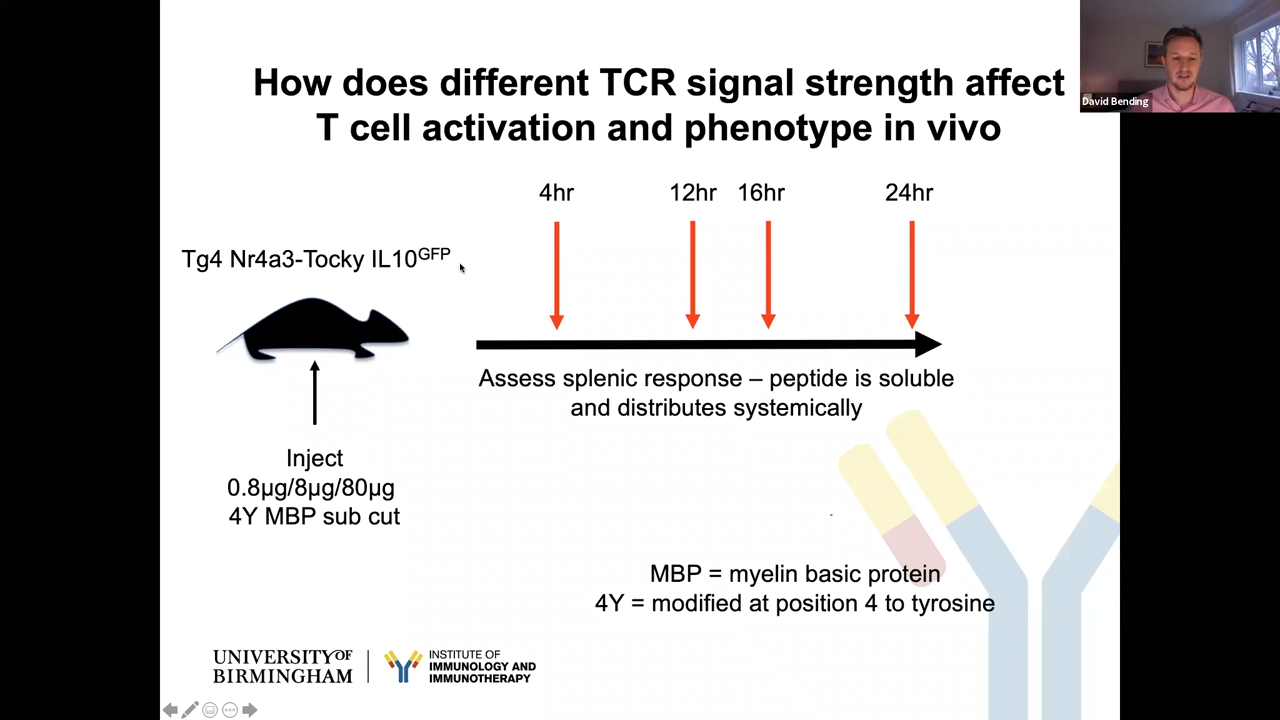 How does different TCR signal strength affect
T cell activation and phenotype in vivo
David Bending
4hr
12hr
16hr
24hr
Tg4 Nr4a3-Tocky IL10GFP
Assess splenic response – peptide is soluble
and distributes systemically
Inject
0.8µg/8µg/80µg
4Y MBP sub cut
MBP = myelin basic protein
4Y = modified at position 4 to tyrosine
UNIVERSITY OF
BIRMINGHAM
INSTITUTE OF
IMMUNOLOGY AND
IMMUNOTHERAPY